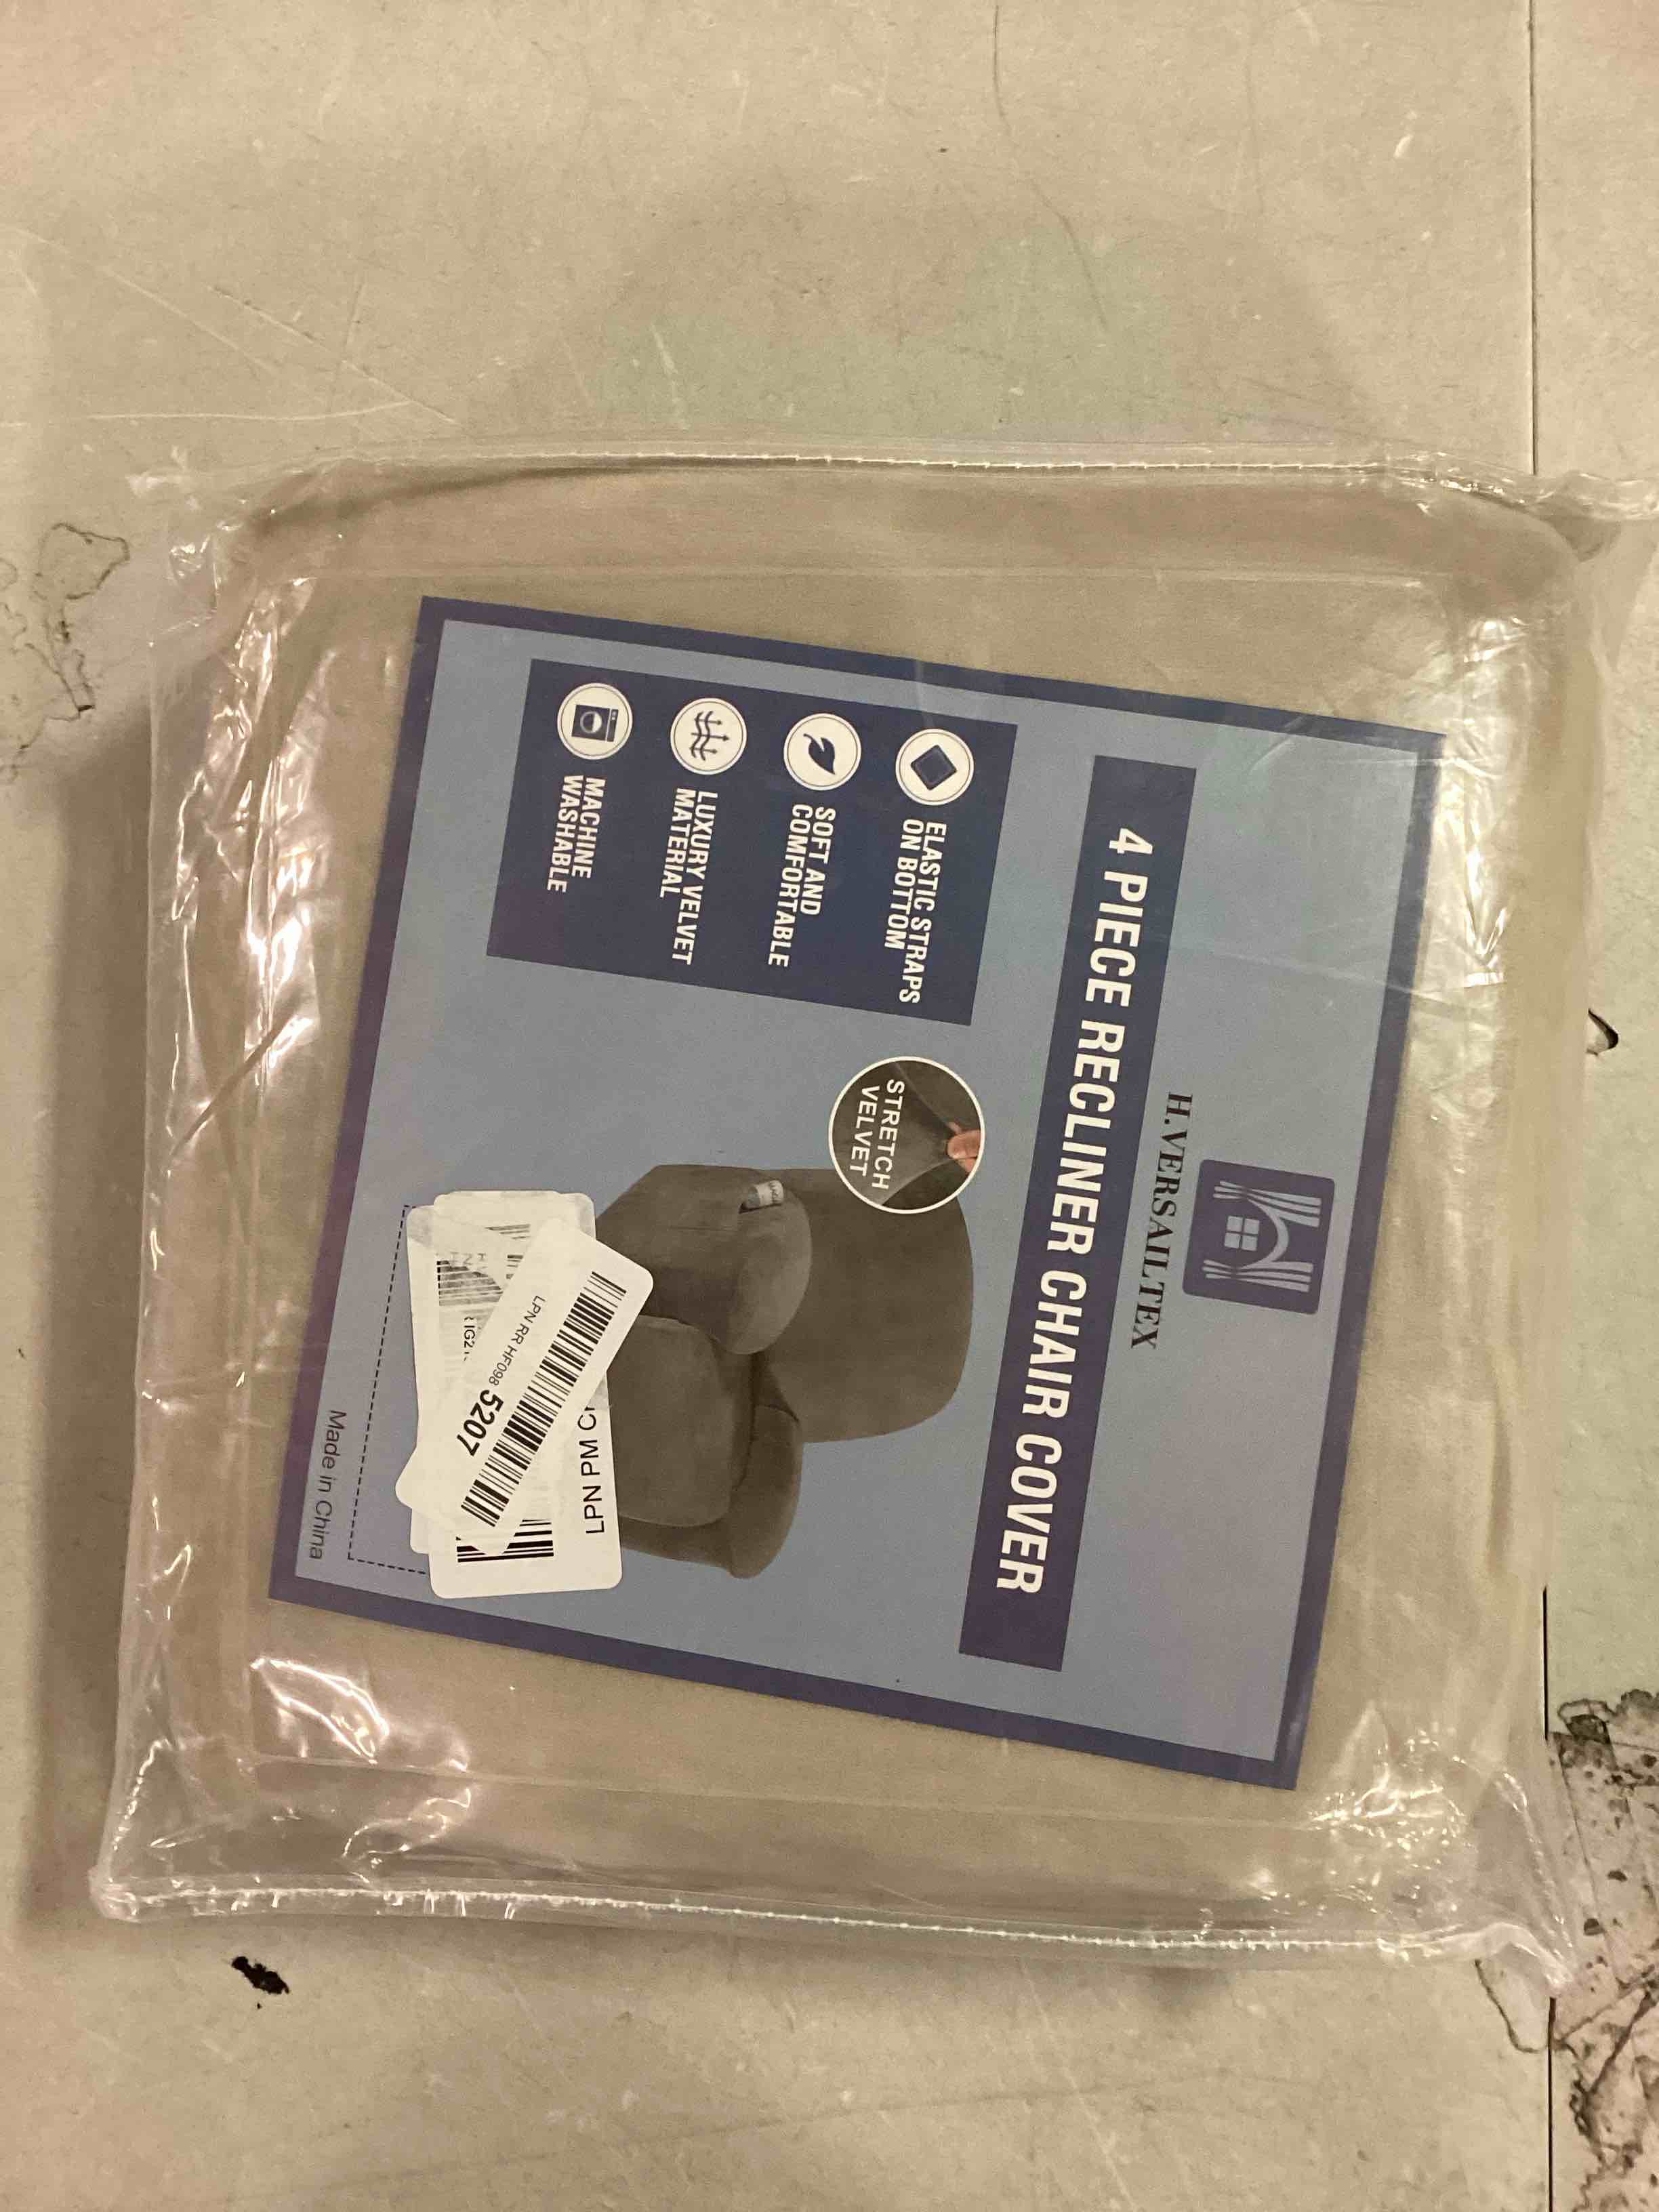 H.VERSAILTEX
4 PIECE RECLINER CHAIR COVER
ELASTIC STRAPS
ON BOTTOM
SOFT AND
COMFORTABLE
LUXURY VELVET
MATERIAL
MACHINE
WASHABLE
STRETCH
VELVET
LPN PM
LPN RR HF098 5207
Made in China